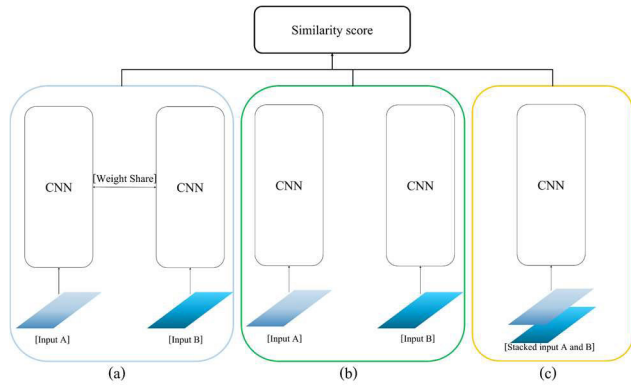 Similarity score
CNN
[Weight Share]
CNN
CNN
CNN
CNN
[Input A]
[Input B]
[Input A]
[Input B]
[Stacked input A and B]
(a)
(b)
(c)